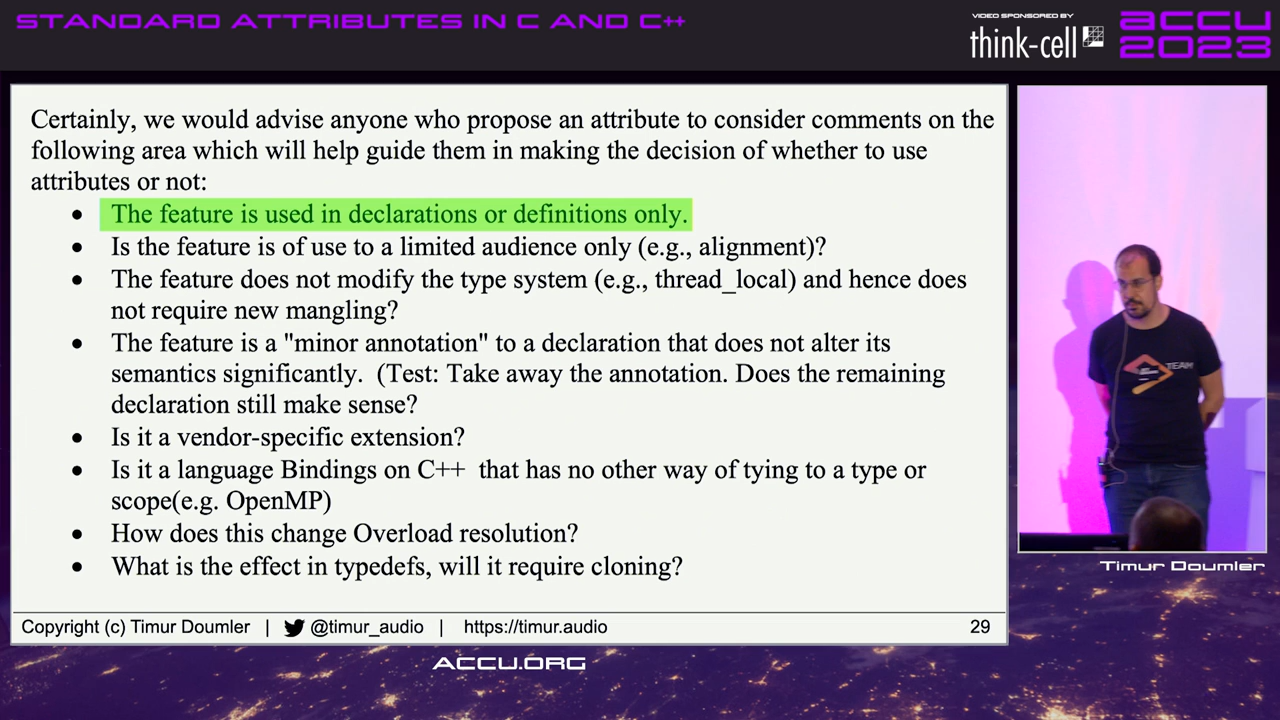 STANDARD ATTRIBUTES IN C AND C++
VIDEO SPONSORED BY
think-cell
ACCU
2023
Certainly, we would advise anyone who propose an attribute to consider comments on the
following area which will help guide them in making the decision of whether to use
attributes or not:
• The feature is used in declarations or definitions only.
• Is the feature is of use to a limited audience only (e.g., alignment)?
• The feature does not modify the type system (e.g., thread_local) and hence does
not require new mangling?
• The feature is a "minor annotation" to a declaration that does not alter its
semantics significantly. (Test: Take away the annotation. Does the remaining
declaration still make sense?
• Is it a vendor-specific extension?
• Is it a language Bindings on C++ that has no other way of tying to a type or
scope(e.g. OpenMP)
• How does this change Overload resolution?
• What is the effect in typedefs, will it require cloning?
Copyright (c) Timur Doumler | @timur_audio | https://timur.audio
29
TEAM
Timur Doumler
ACCU.ORG